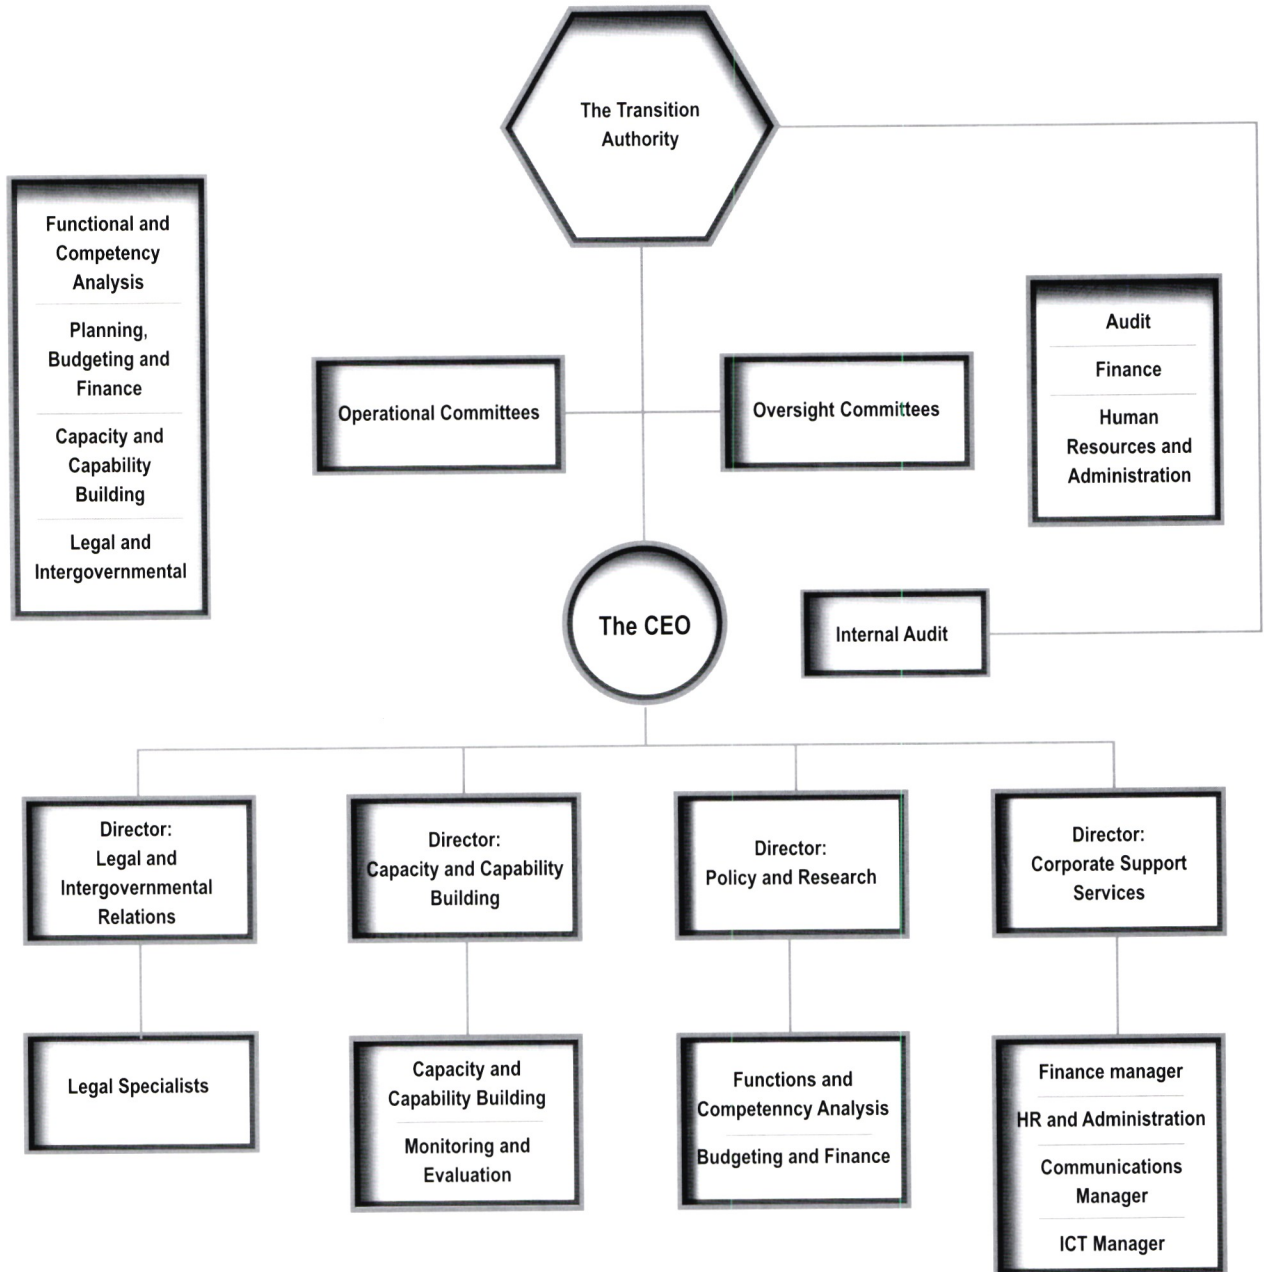 The Transition
Authority
Functional and
Competency
Analysis
Planning,
Budgeting and
Finance
Capacity and
Capability
Building
Legal and
Intergovernmental
Operational Committees
Oversight Committees
Audit
Finance
Human
Resources and
Administration
The CEO
Internal Audit
Director:
Legal and
Intergovernmental
Relations
Director:
Capacity and Capability
Building
Director:
Policy and Research
Director:
Corporate Support
Services
Legal Specialists
Capacity and
Capability Building
Monitoring and
Evaluation
Functions and
Competenncy Analysis
Budgeting and Finance
Finance manager
HR and Administration
Communications
Manager
ICT Manager